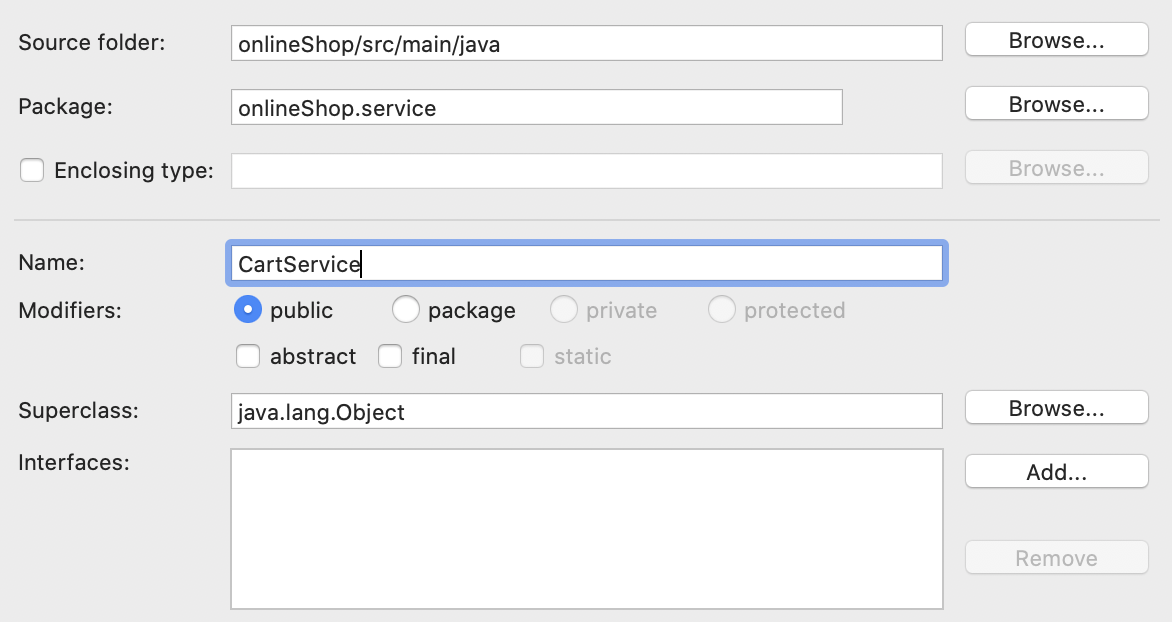 Source folder: onlineShop/src/main/java Browse...
Package: onlineShop.service Browse...
Enclosing type: Browse...
Name: CartService
Modifiers: public package private protected
abstract final static
Superclass: java.lang.Object Browse...
Interfaces: Add...
Remove